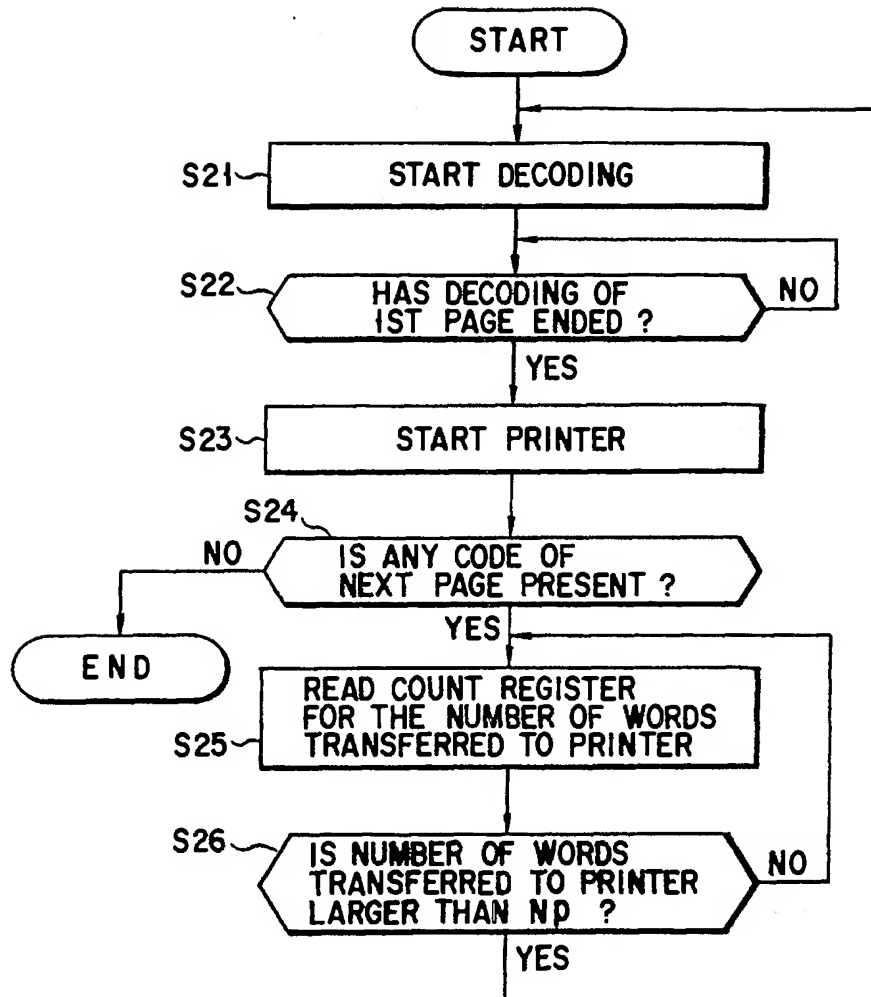 START
S21
START DECODING
S22
HAS DECODING OF
1ST PAGE ENDED ?
NO
YES
S23
START PRINTER
S24
NO
IS ANY CODE OF
NEXT PAGE PRESENT ?
YES
END
READ COUNT REGISTER
FOR THE NUMBER OF WORDS
TRANSFERRED TO PRINTER
S25
S26
IS NUMBER OF WORDS
TRANSFERRED TO PRINTER
LARGER THAN Np ?
NO
YES